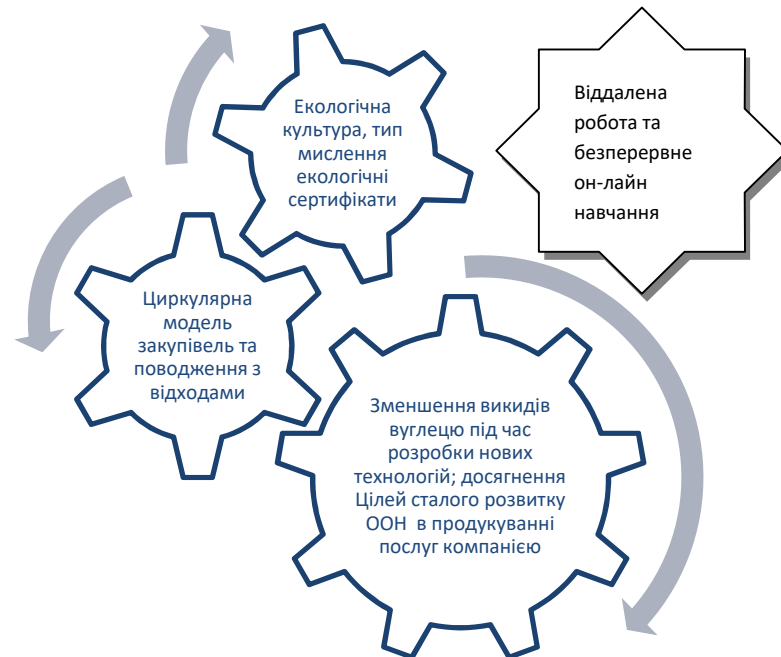 Екологічна
культура, тип
мислення
екологічні
сертифікати
Віддалена
робота та
безперервне
он-лайн
навчання
Циркулярна
модель
закупівель та
поводження з
відходами
Зменшення викидів
вуглецю під час
розробки нових
технологій; досягнення
Цілей сталого розвитку
ООН в продукуванні
послуг компанією